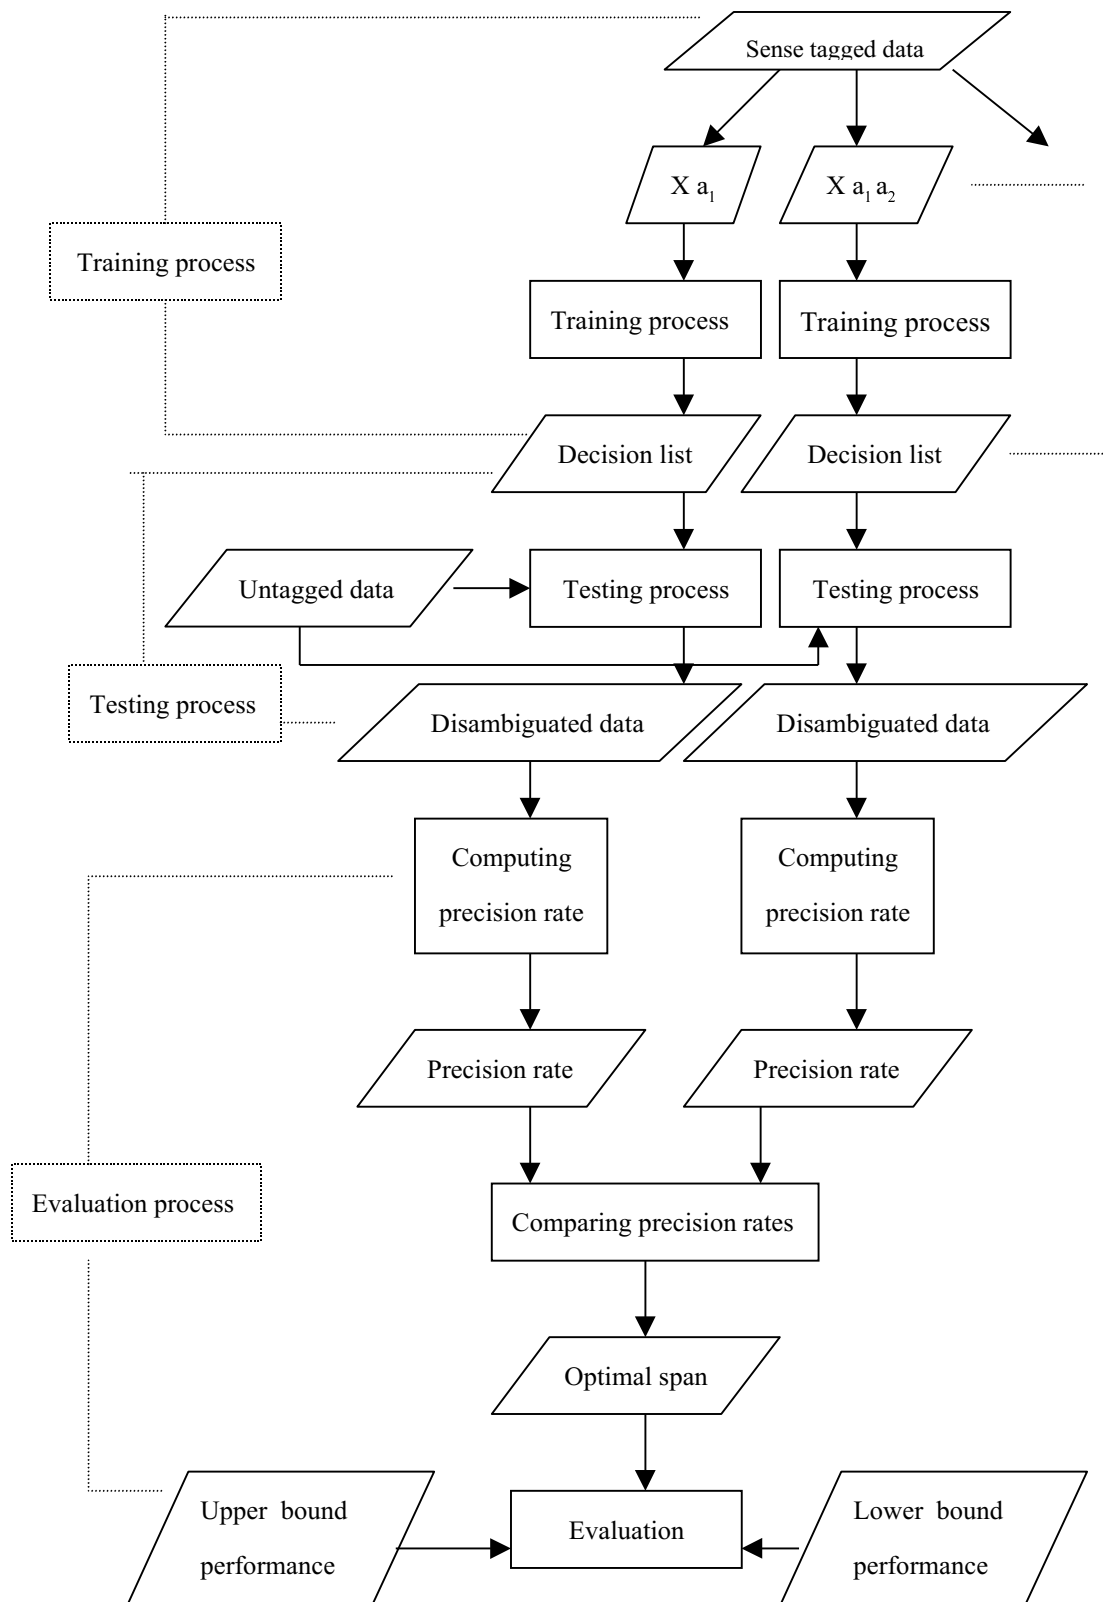 Sense tagged data
X a₁
X a₁ a₂
Training process
Training process
Training process
Decision list
Decision list
Untagged data
Testing process
Testing process
Testing process
Disambiguated data
Disambiguated data
Computing
precision rate
Computing
precision rate
Precision rate
Precision rate
Evaluation process
Comparing precision rates
Optimal span
Upper bound
performance
Evaluation
Lower bound
performance